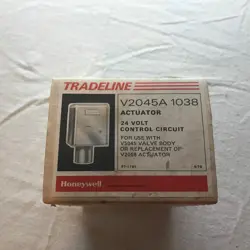 TRADELINE
V2045A 1038
ACTUATOR
24 VOLT
CONTROL CIRCUIT
FOR USE WITH
V2045 VALVE BODY
OR REPLACEMENT OF
ACTUATOR
Honeywell